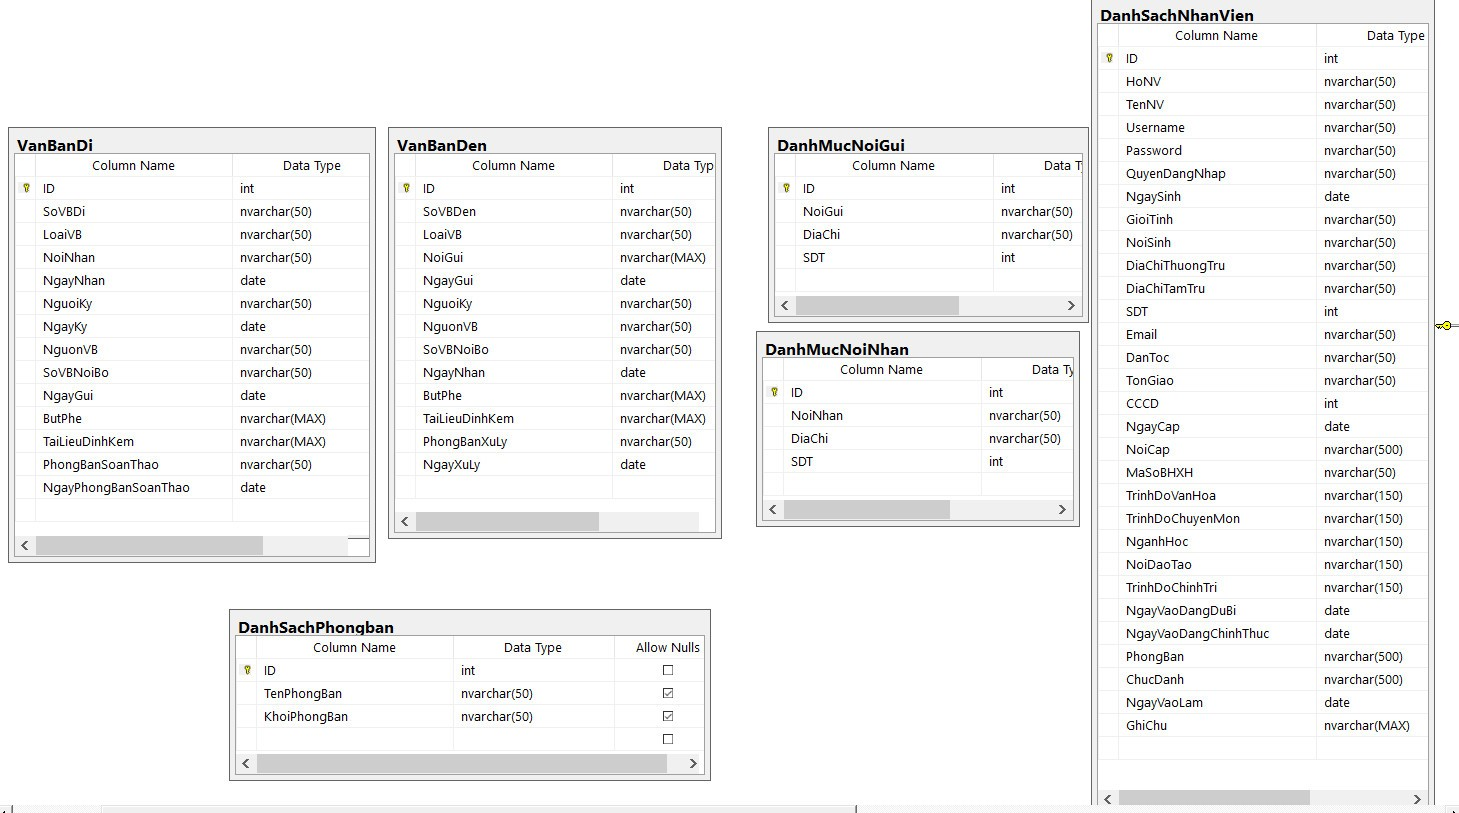 VanBanDi
Column Name Data Type
ID int
SoVBDi nvarchar(50)
LoaiVB nvarchar(50)
NoiNhan nvarchar(50)
NgayNhan date
NguoiKy nvarchar(50)
NgayKy date
NguonVB nvarchar(50)
SoVBNoiBo nvarchar(50)
NgayGui date
ButPhe nvarchar(MAX)
TaiLieuDinhKem nvarchar(MAX)
PhongBanSoanThao nvarchar(50)
NgayPhongBanSoanThao date
VanBanDen
Column Name Data Typ
ID int
SoVBDen nvarchar(50)
LoaiVB nvarchar(50)
NoiGui nvarchar(MAX)
NgayGui date
NguoiKy nvarchar(50)
NguonVB nvarchar(50)
SoVBNoiBo nvarchar(50)
NgayNhan date
ButPhe nvarchar(MAX)
TaiLieuDinhKem nvarchar(MAX)
PhongBanXuLy nvarchar(50)
NgayXuLy date
DanhMucNoiGui
Column Name Data T
ID int
NoiGui nvarchar(50)
DiaChi nvarchar(50)
SDT int
DanhMucNoiNhan
Column Name Data Ty
ID int
NoiNhan nvarchar(50)
DiaChi nvarchar(50)
SDT int
DanhSachPhongban
Column Name Data Type Allow Nulls
ID int
TenPhongBan nvarchar(50)
KhoiPhongBan nvarchar(50)
DanhSachNhanVien
Column Name Data Type
ID int
HoNV nvarchar(50)
TenNV nvarchar(50)
Username nvarchar(50)
Password nvarchar(50)
QuyenDangNhap nvarchar(50)
NgaySinh date
GioiTinh nvarchar(50)
NoiSinh nvarchar(50)
DiaChiThuongTru nvarchar(50)
DiaChiTamTru nvarchar(50)
SDT int
Email nvarchar(50)
DanToc nvarchar(50)
TonGiao nvarchar(50)
CCCD int
NgayCap date
NoiCap nvarchar(500)
MaSoBHXH nvarchar(50)
TrinhDoVanHoa nvarchar(150)
TrinhDoChuyenMon nvarchar(150)
NganhHoc nvarchar(150)
NoiDaoTao nvarchar(150)
TrinhDoChinhTri nvarchar(150)
NgayVaoDangDuBi date
NgayVaoDangChinhThuc date
PhongBan nvarchar(500)
ChucDanh nvarchar(500)
NgayVaoLam date
GhiChu nvarchar(MAX)